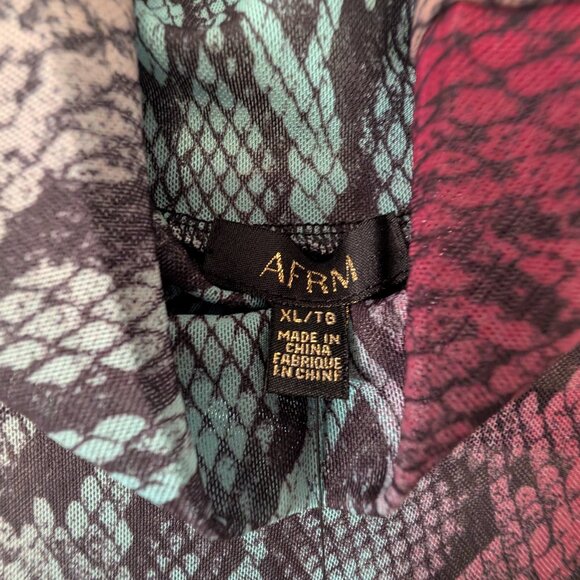 AFRM
XL/TG
MADE IN
CHINA
FABRIQUE
EN CHINE